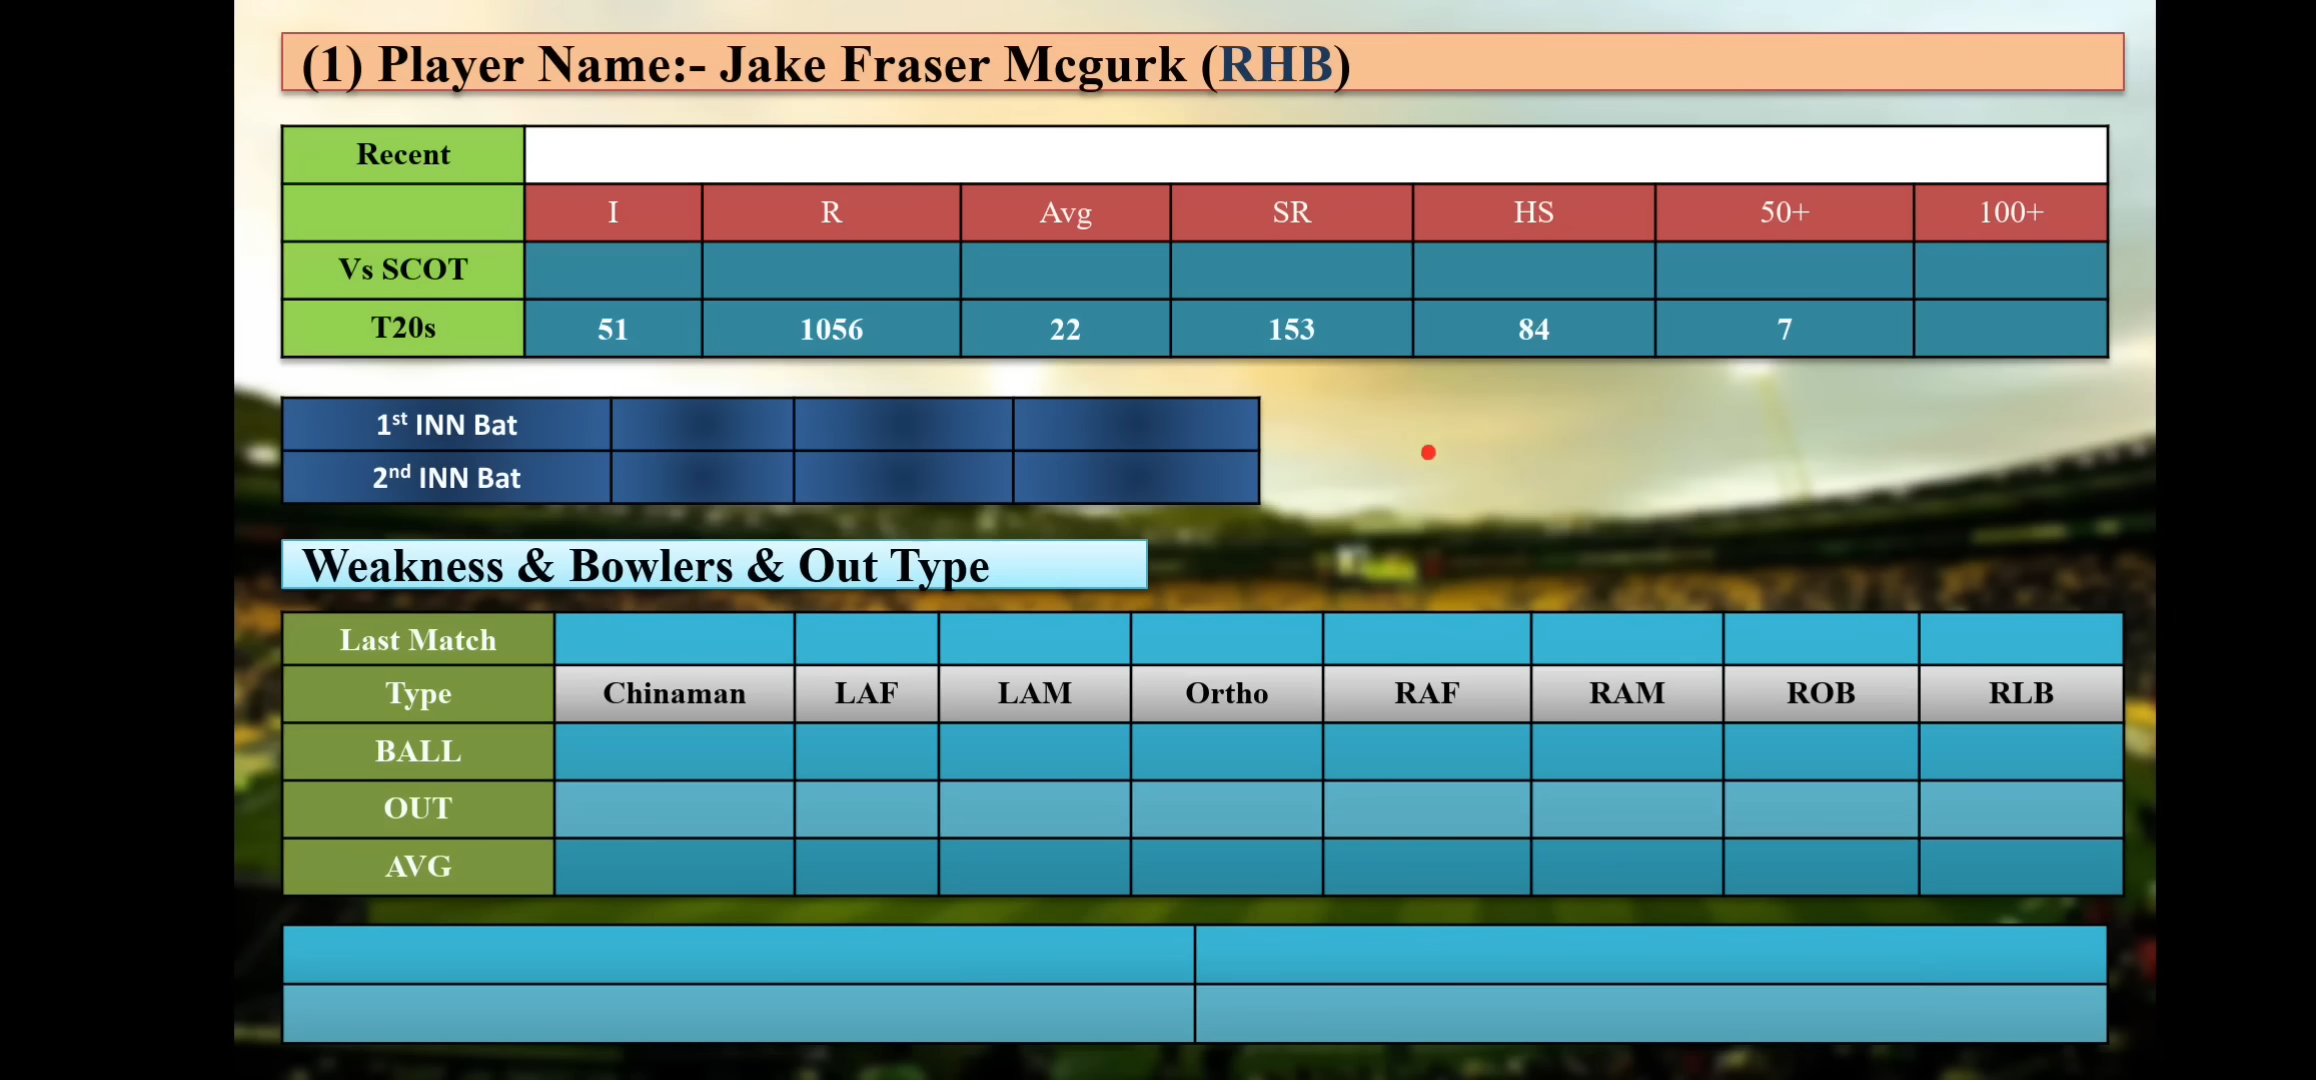 (1) Player Name:- Jake Fraser Mcgurk (RHB)
Recent
I R Avg SR HS 50+ 100+
Vs SCOT
T20s 51 1056 22 153 84 7
1st INN Bat
2nd INN Bat
Weakness & Bowlers & Out Type
Last Match
Type Chinaman LAF LAM Ortho RAF RAM ROB RLB
BALL
OUT
AVG